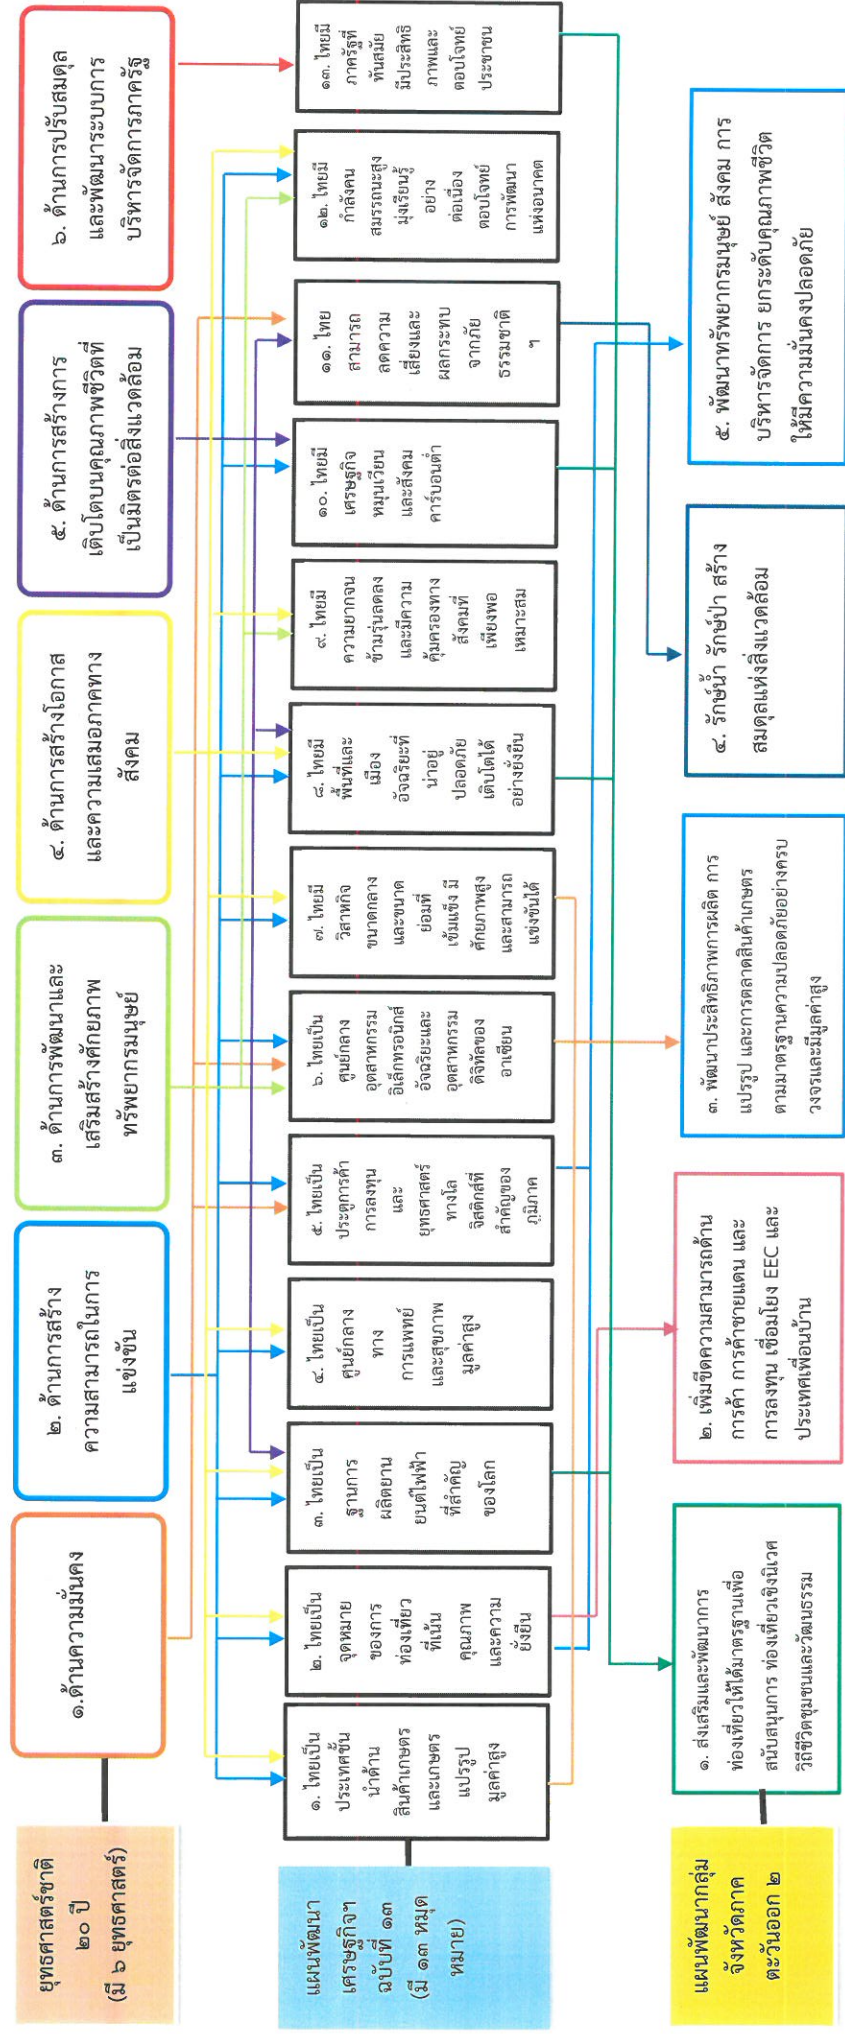 ยุทธศาสตร์ชาติ
๒๐ ปี
(มี ๖ ยุทธศาสตร์)
๑.ด้านความมั่นคง
๒. ด้านการสร้าง
ความสามารถในการ
แข่งขัน
๓. ด้านการพัฒนาและ
เสริมสร้างศักยภาพ
ทรัพยากรมนุษย์
๔. ด้านการสร้างโอกาส
และความเสมอภาคทาง
สังคม
๕. ด้านการสร้างการ
เติบโตบนคุณภาพชีวิตที่
เป็นมิตรต่อสิ่งแวดล้อม
๖. ด้านการปรับสมดุล
และพัฒนาระบบการ
บริหารจัดการภาครัฐ
แผนพัฒนา
เศรษฐกิจฯ
ฉบับที่ ๑๓
(มี ๑๓ หมุด
หมาย)
๑. ไทยเป็น
ประเทศชั้น
นำด้าน
สินค้าเกษตร
และเกษตร
แปรรูป
มูลค่าสูง
๒. ไทยเป็น
จุดหมาย
ของการ
ท่องเที่ยว
ที่เน้น
คุณภาพ
และความ
ยั่งยืน
๓. ไทยเป็น
ฐานการ
ผลิตยาน
ยนต์ไฟฟ้า
ที่สำคัญ
ของโลก
๔. ไทยเป็น
ศูนย์กลาง
ทาง
การแพทย์
และสุขภาพ
มูลค่าสูง
๕. ไทยเป็น
ประตูการค้า
การลงทุน
และ
ยุทธศาสตร์
ทางโล
จิสติกส์ที่
สำคัญของ
ภูมิภาค
๖. ไทยเป็น
ศูนย์กลาง
อุตสาหกรรม
อิเล็กทรอนิกส์
อัจฉริยะและ
อุตสาหกรรม
ดิจิทัลของ
อาเซียน
๗. ไทยมี
วิสาหกิจ
ขนาดกลาง
และขนาด
ย่อมที่
เข้มแข็ง มี
ศักยภาพสูง
และสามารถ
แข่งขันได้
๘. ไทยมี
พื้นที่และ
เมือง
อัจฉริยะที่
น่าอยู่
ปลอดภัย
เติบโตได้
อย่างยั่งยืน
๙. ไทยมี
ความยากจน
ข้ามรุ่นลดลง
และมีความ
คุ้มครองทาง
สังคมที่
เพียงพอ
เหมาะสม
๑๐. ไทยมี
เศรษฐกิจ
หมุนเวียน
และสังคม
คาร์บอนต่ำ
๑๑. ไทย
สามารถ
ลดความ
เสี่ยงและ
ผลกระทบ
จากภัย
ธรรมชาติ
ๆ
๑๒. ไทยมี
กำลังคน
สมรรถนะสูง
มุ่งเรียนรู้
อย่าง
ต่อเนื่อง
ตอบโจทย์
การพัฒนา
แห่งอนาคต
๑๓. ไทยมี
ภาครัฐที่
ทันสมัย
มีประสิทธิ
ภาพและ
ตอบโจทย์
ประชาชน
แผนพัฒนากลุ่ม
จังหวัดภาค
ตะวันออก ๒
๑. ส่งเสริมและพัฒนาการ
ท่องเที่ยวให้ได้มาตรฐานเพื่อ
สนับสนุนการ ท่องเที่ยวเชิงนิเวศ
วิถีชีวิตชุมชนและวัฒนธรรม
๒. เพิ่มขีดความสามารถด้าน
การค้า การค้าชายแดน และ
การลงทุน เชื่อมโยง EEC และ
ประเทศเพื่อนบ้าน
๓. พัฒนาประสิทธิภาพการผลิต การ
แปรรูป และการตลาดสินค้าเกษตร
ตามมาตรฐานความปลอดภัยอย่างครบ
วงจรและมีมูลค่าสูง
๔. รักษ์น้ำ รักษ์ป่า สร้าง
สมดุลแห่งสิ่งแวดล้อม
๕. พัฒนาทรัพยากรมนุษย์ สังคม การ
บริหารจัดการ ยกระดับคุณภาพชีวิต
ให้มีความมั่นคงปลอดภัย